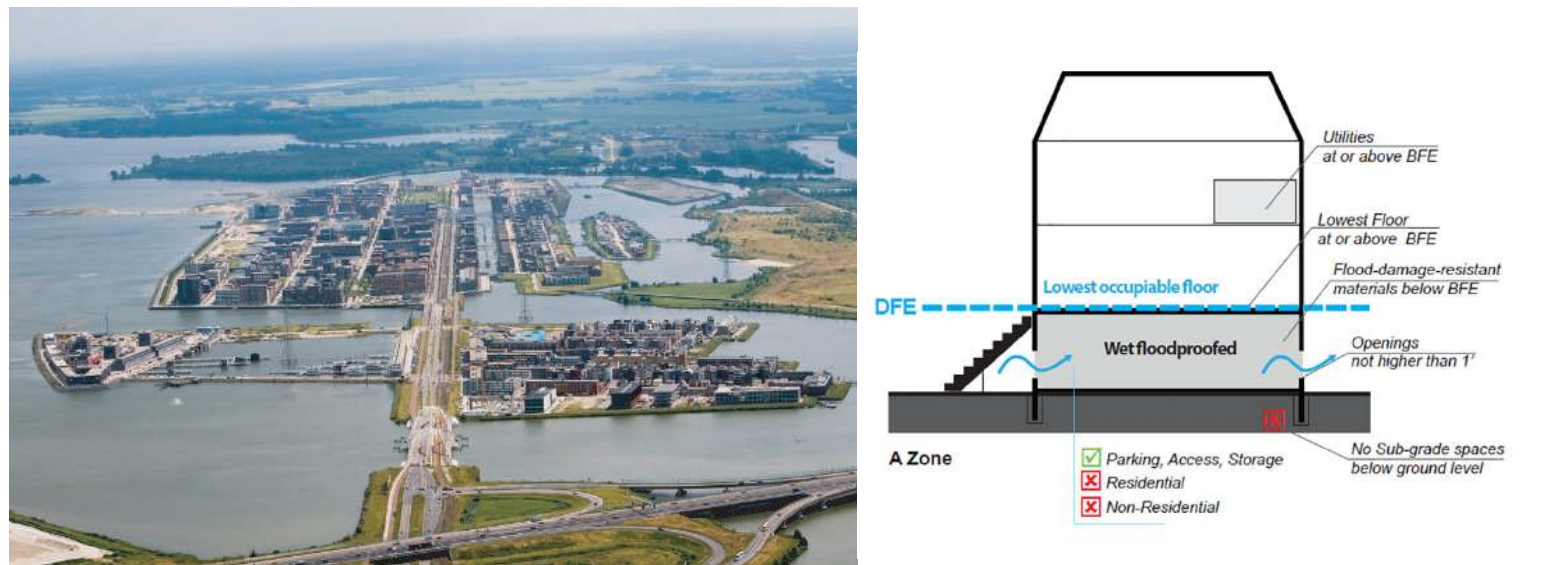 Utilities
at or above BFE
Lowest Floor
at or above BFE
Flood-damage-resistant
materials below BFE
Lowest occupiable floor
DFE
Wet floodproofed
Openings
not higher than 1'
A Zone
No Sub-grade spaces
below ground level
Parking, Access, Storage
Residential
Non-Residential